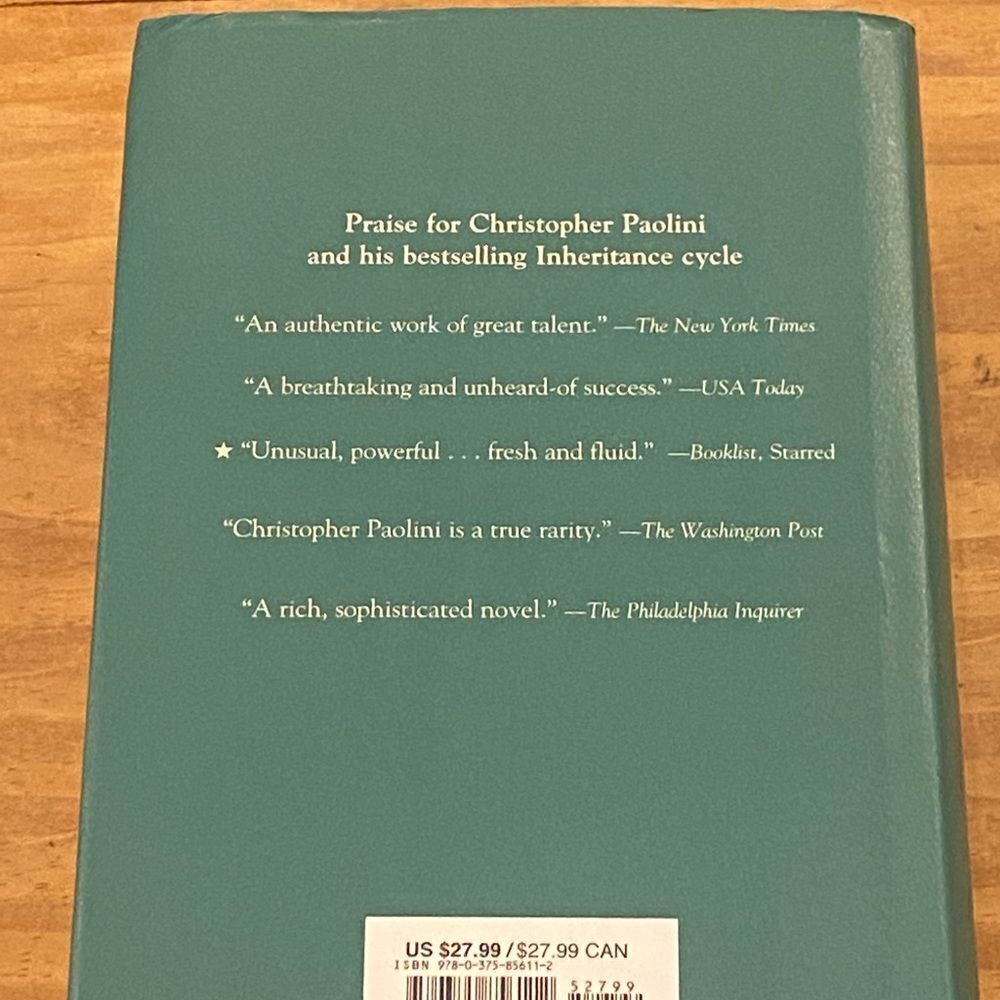 Praise for Christopher Paolini
and his bestselling Inheritance cycle
“An authentic work of great talent.” —The New York Times
“A breathtaking and unheard-of success.” —USA Today
★ “Unusual, powerful . . . fresh and fluid.” —Booklist, Starred
“Christopher Paolini is a true rarity.” —The Washington Post
“A rich, sophisticated novel.” —The Philadelphia Inquirer
US $27.99 / $27.99 CAN
ISBN 978-0-375-85611-2
52799